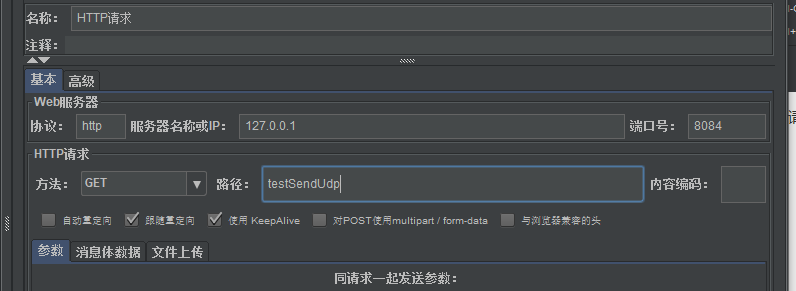 名称： HTTP请求
注释：
基本 高级
Web服务器
协议： http 服务器名称或IP： 127.0.0.1 端口号： 8084
HTTP请求
方法： GET 路径： testSendUdp 内容编码：
自动重定向 跟随重定向 使用 KeepAlive 对POST使用multipart / form-data 与浏览器兼容的头
参数 消息体数据 文件上传
同请求一起发送参数：